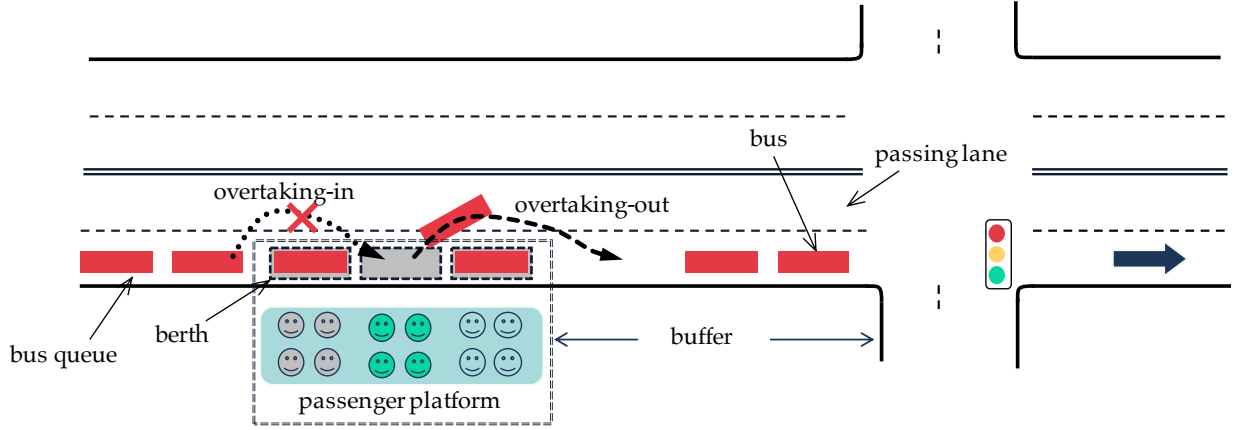 bus
passing lane
overtaking-in
overtaking-out
berth
bus queue
buffer
passenger platform